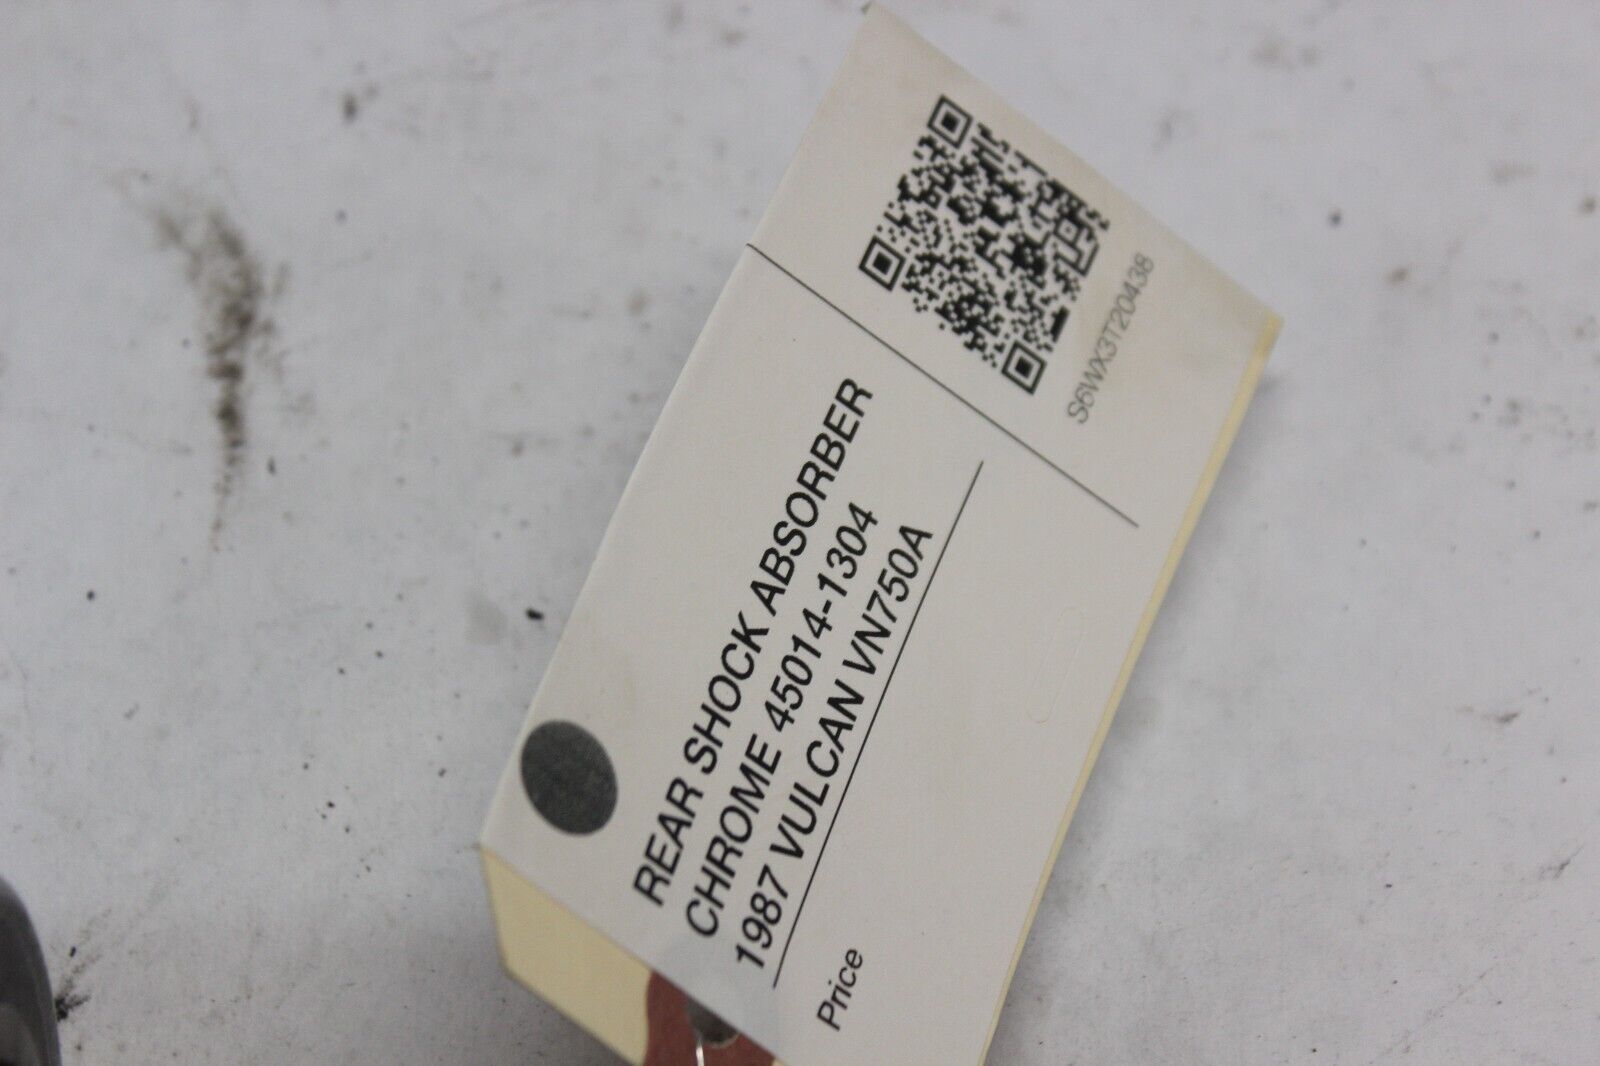 REAR SHOCK ABSORBER
CHROME 45014-1304
1987 VULCAN VN750A
Price
S6WX3T20438